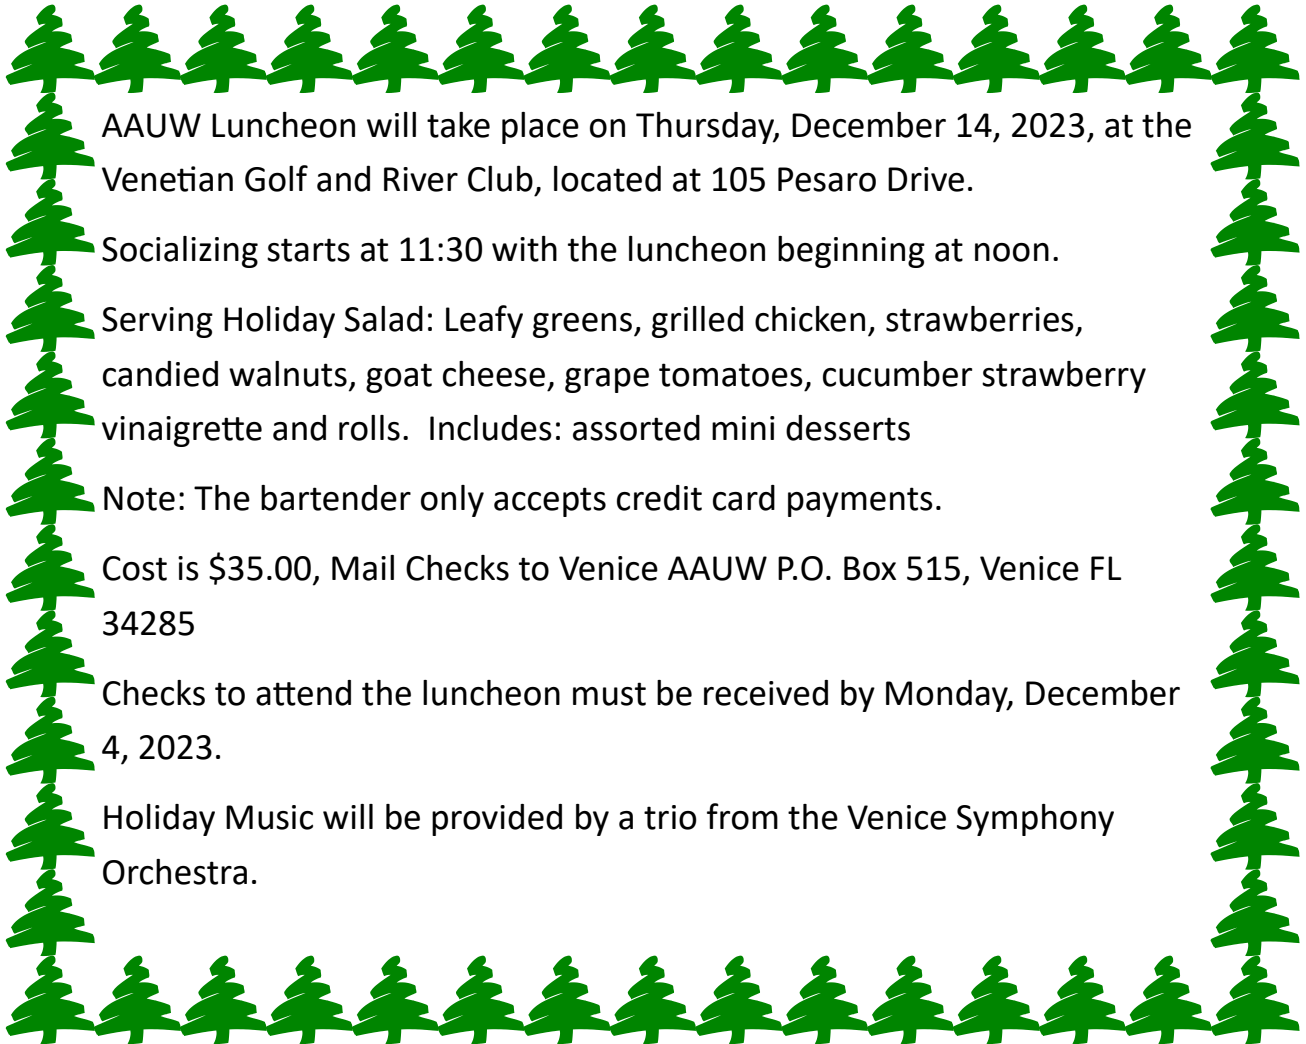 AAUW Luncheon will take place on Thursday, December 14, 2023, at the
Venetian Golf and River Club, located at 105 Pesaro Drive.
Socializing starts at 11:30 with the luncheon beginning at noon.
Serving Holiday Salad: Leafy greens, grilled chicken, strawberries,
candied walnuts, goat cheese, grape tomatoes, cucumber strawberry
vinaigrette and rolls.  Includes: assorted mini desserts
Note: The bartender only accepts credit card payments.
Cost is $35.00, Mail Checks to Venice AAUW P.O. Box 515, Venice FL
34285
Checks to attend the luncheon must be received by Monday, December
4, 2023.
Holiday Music will be provided by a trio from the Venice Symphony
Orchestra.